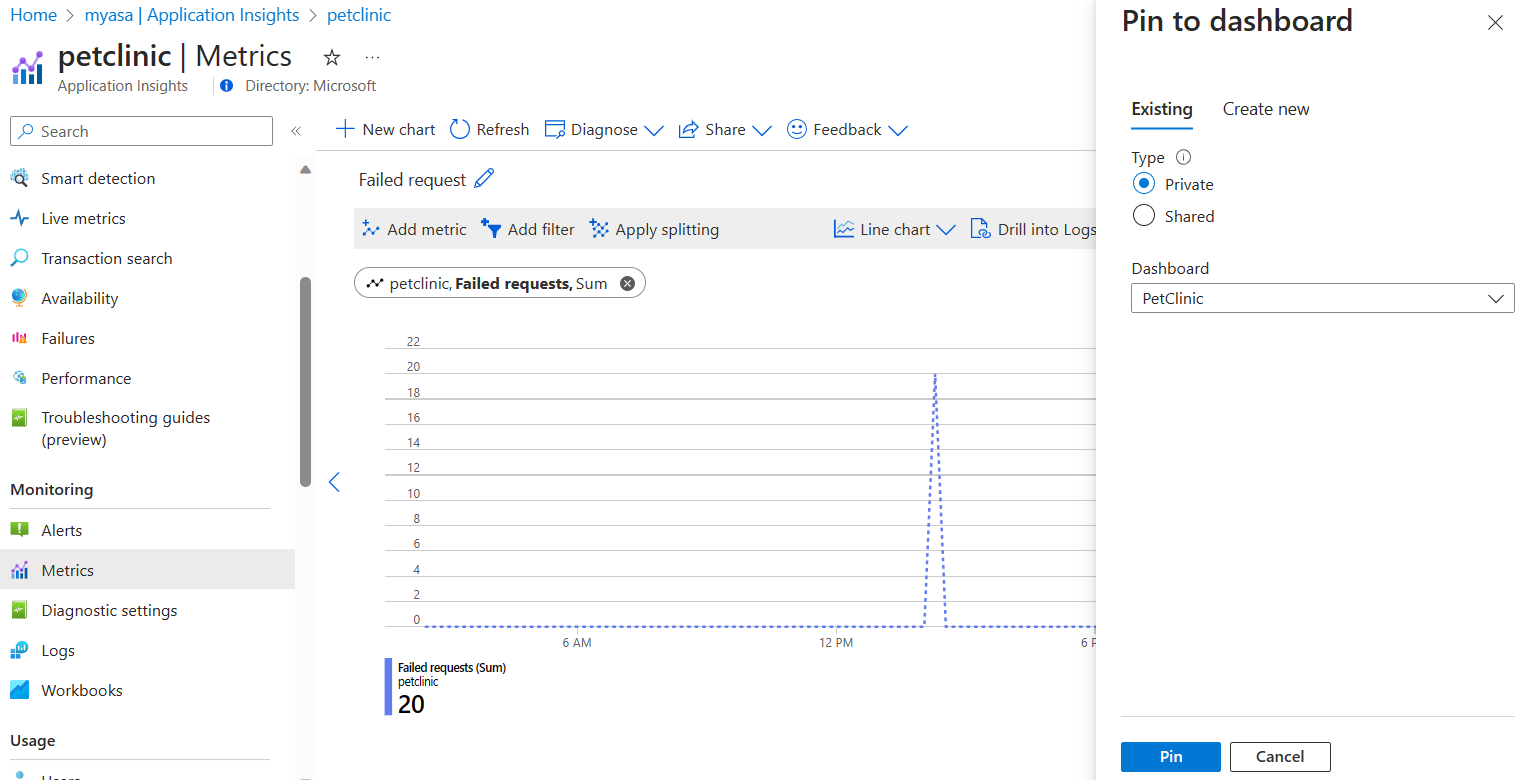 Home > myasa | Application Insights > petclinic
petclinic | Metrics ...
Application Insights
Directory: Microsoft
Search
«
Smart detection
Live metrics
Transaction search
Availability
Failures
Performance
Troubleshooting guides
(preview)
Monitoring
Alerts
Metrics
Diagnostic settings
Logs
Workbooks
Usage
Users
New chart
Refresh
Diagnose
Share
Feedback
Failed request
Add metric
Add filter
Apply splitting
Line chart
Drill into Logs
petclinic, Failed requests, Sum
22
20
18
16
14
12
10
8
6
4
2
0
6 AM
12 PM
6 P
Failed requests (Sum)
petclinic
20
Pin to dashboard
Existing
Create new
Type
Private
Shared
Dashboard
PetClinic
Pin
Cancel